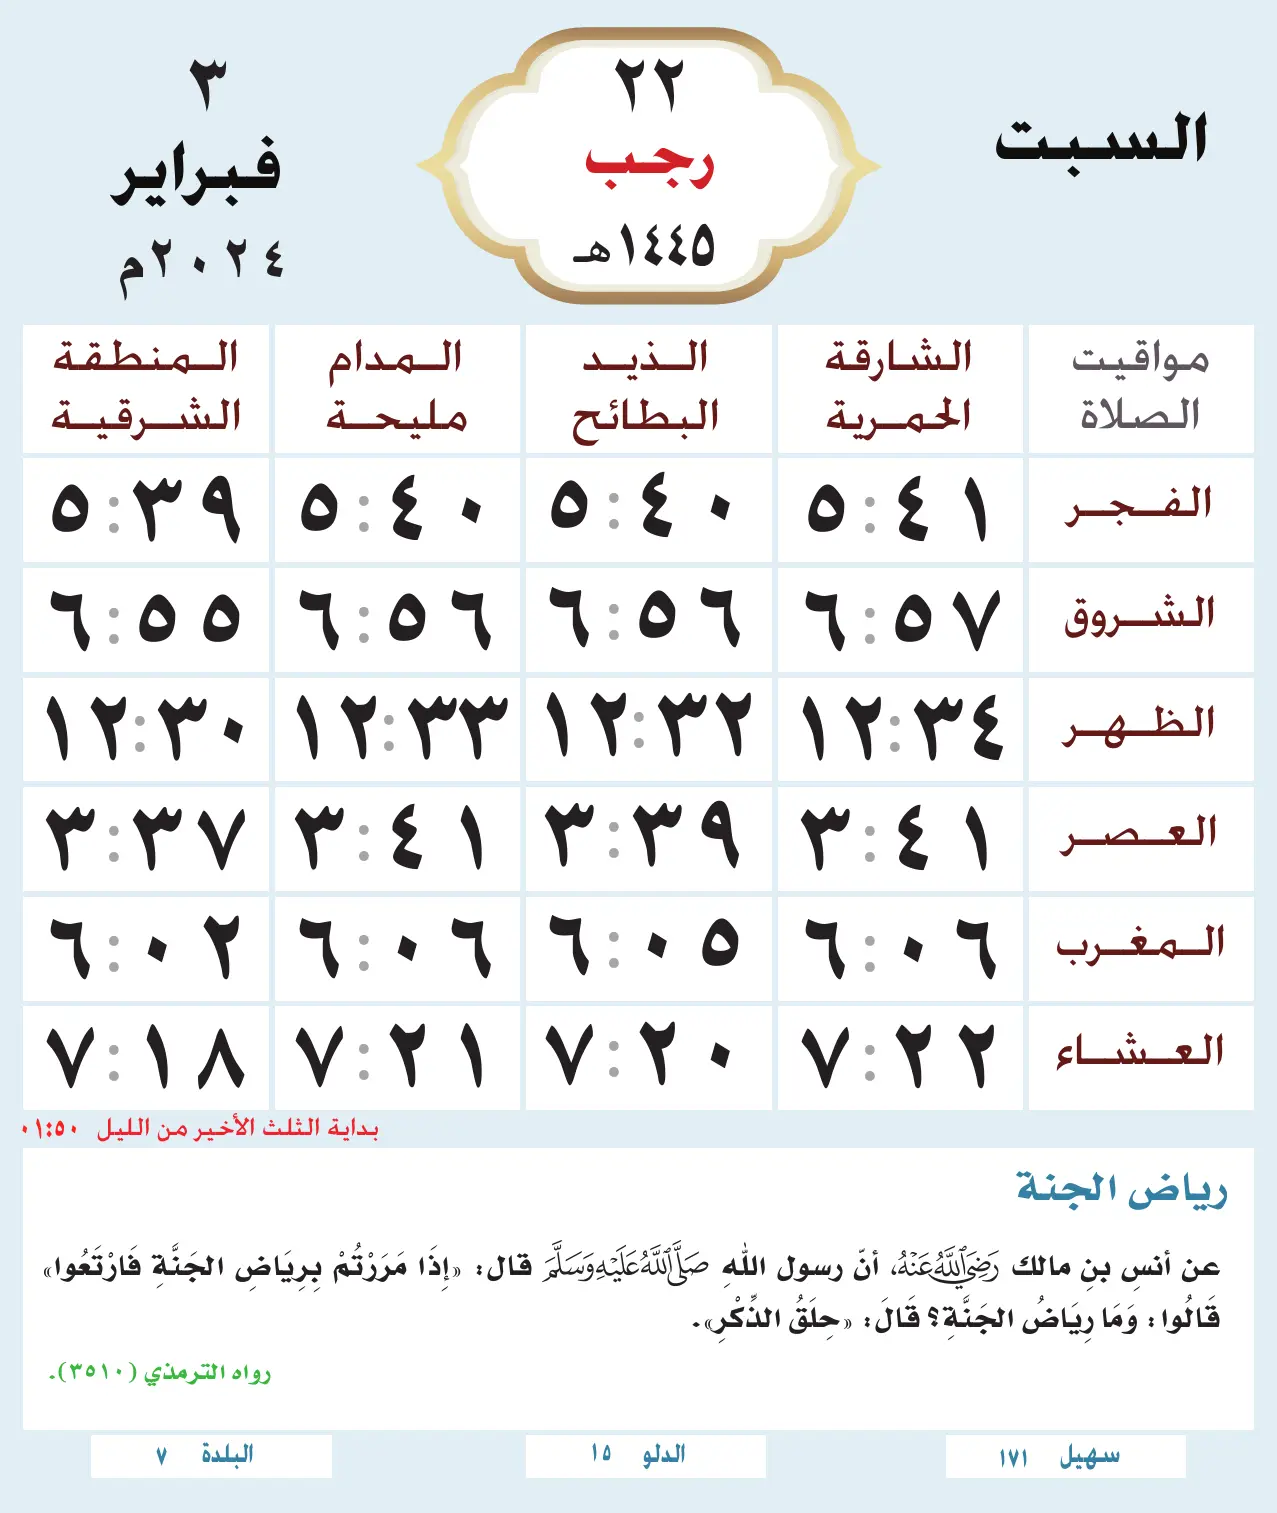 السبت
٢٢
رجب
١٤٤٥هـ
٣
فبراير
٢٠٢٤م
مواقيت الصلاة | الشارقة الحمرية | الذيد البطائح | المدام مليحة | المنطقة الشرقية
الفجر ٥:٤١ ٥:٤٠ ٥:٤٠ ٥:٣٩
الشروق ٦:٥٧ ٦:٥٦ ٦:٥٦ ٦:٥٥
الظهر ١٢:٣٤ ١٢:٣٢ ١٢:٣٣ ١٢:٣٠
العصر ٣:٤١ ٣:٣٩ ٣:٤١ ٣:٣٧
المغرب ٦:٠٦ ٦:٠٥ ٦:٠٦ ٦:٠٢
العشاء ٧:٢٢ ٧:٢٠ ٧:٢١ ٧:١٨
بداية الثلث الأخير من الليل ٠١:٥٠
رياض الجنة
عن أنسِ بنِ مالك رَضِيَ اللَّهُ عَنْهُ، أنّ رسول اللهِ صَلَّى اللَّهُ عَلَيْهِ وَسَلَّمَ قال: «إِذَا مَرَرْتُمْ بِرِيَاضِ الجَنَّةِ فَارْتَعُوا»
قَالُوا: وَمَا رِيَاضُ الجَنَّةِ؟ قَالَ: «حِلَقُ الذِّكْرِ».
رواه الترمذي (٣٥١٠).
سهيل ١٧١
الدلو ١٥
البلدة ٧